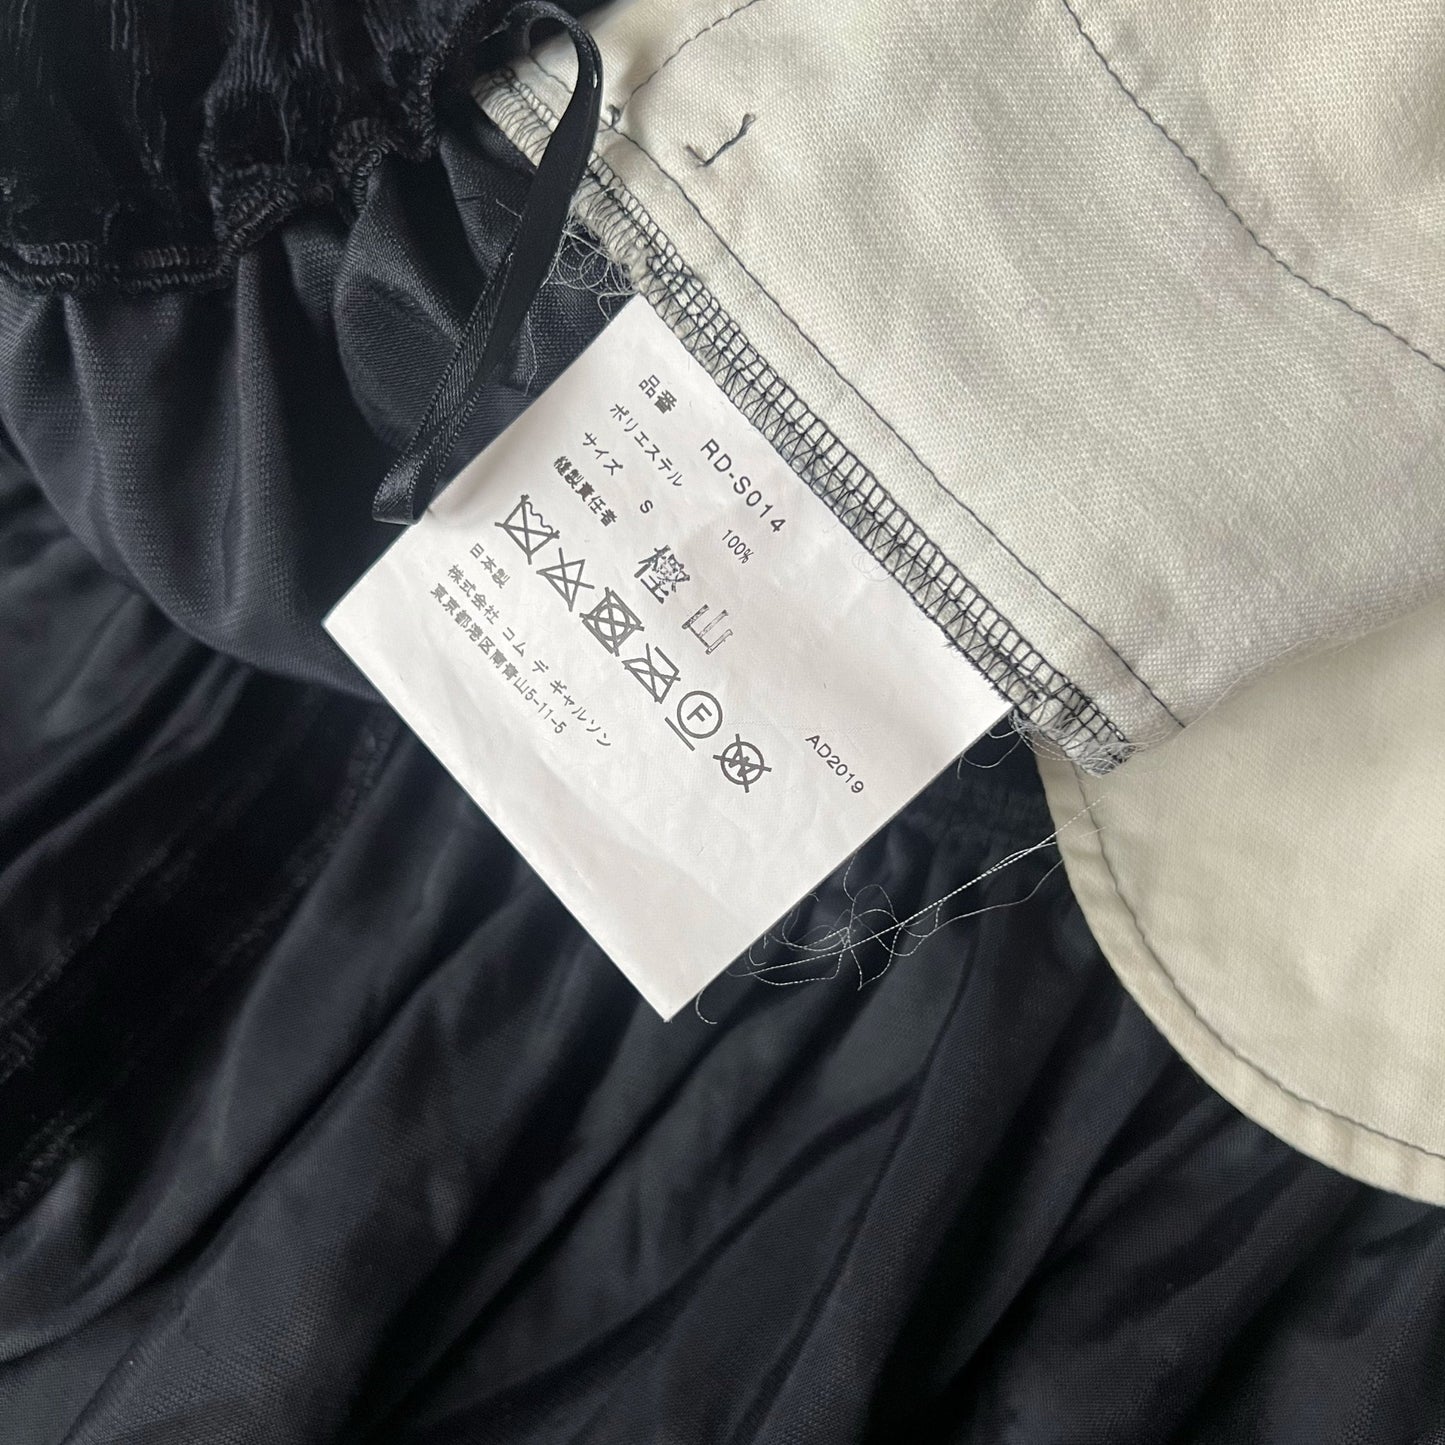 品番 RD-S014
ポリエステル 100%
サイズ S
縫製責任者 樫山
F
W
日本製
株式会社 コム デ ギャルソン
東京都港区南青山5-11-5
AD2019